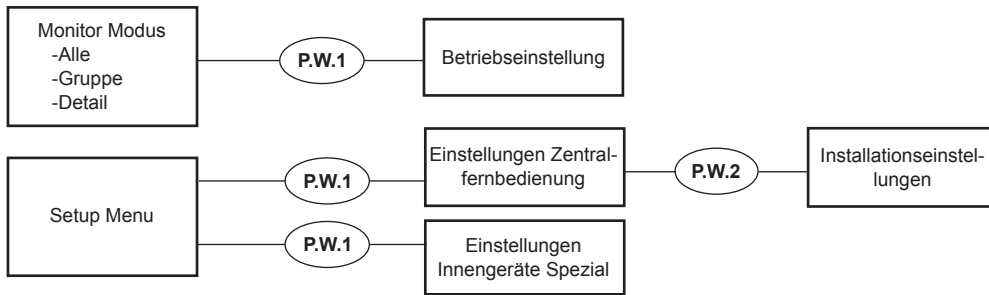 Monitor Modus
-Alle
-Gruppe
-Detail
P.W.1
Betriebseinstellung
Setup Menu
P.W.1
Einstellungen Zentral-
fernbedienung
P.W.2
Installationseinstel-
lungen
P.W.1
Einstellungen
Innengeräte Spezial